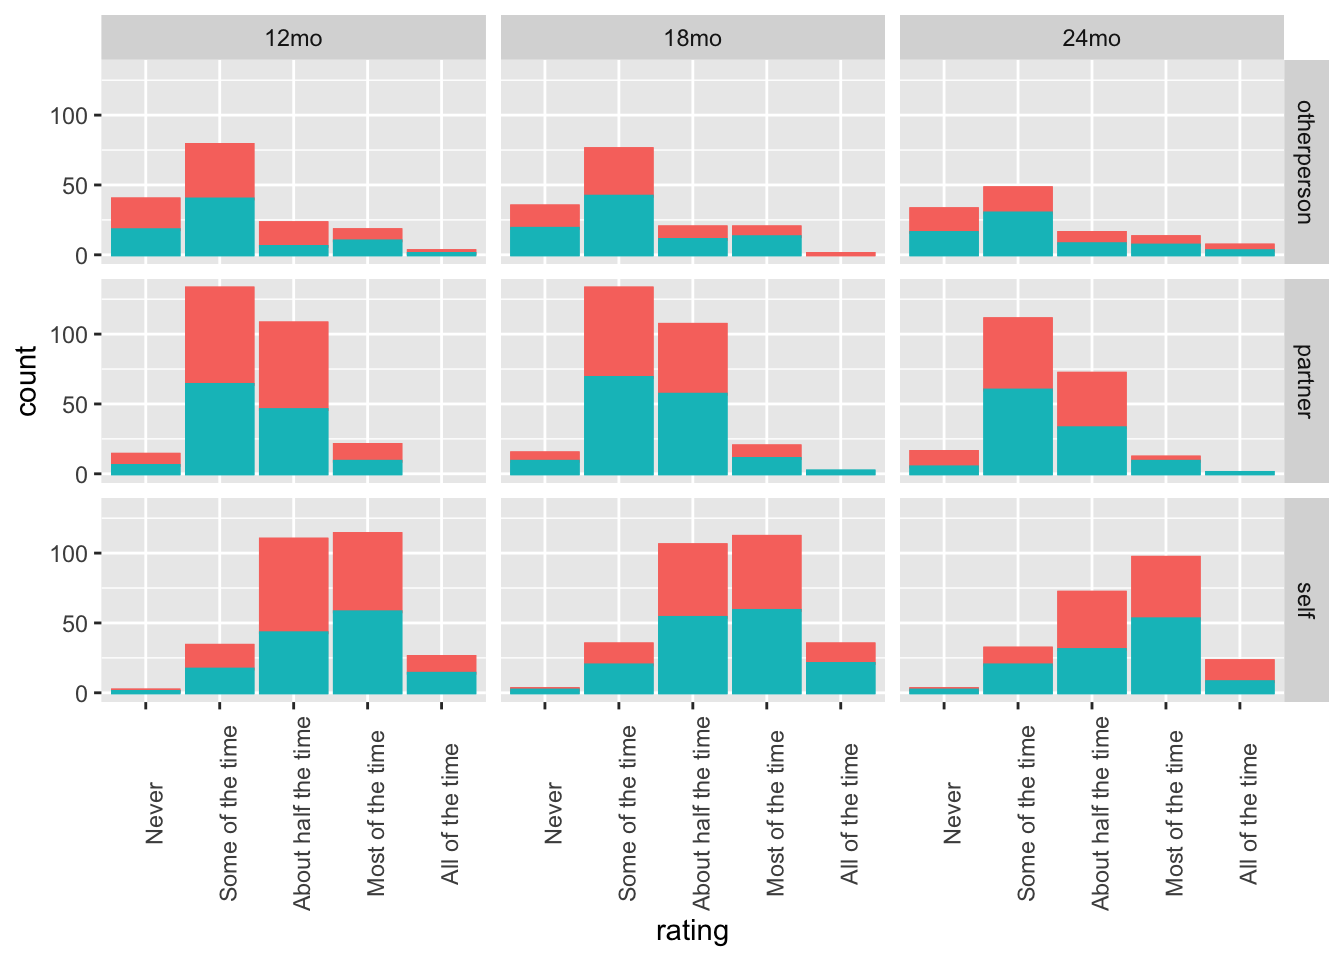 12mo
18mo
24mo
100
50
0
otherperson
100
50
0
partner
100
50
0
self
count
Never
Some of the time
About half the time
Most of the time
All of the time
Never
Some of the time
About half the time
Most of the time
All of the time
Never
Some of the time
About half the time
Most of the time
All of the time
rating